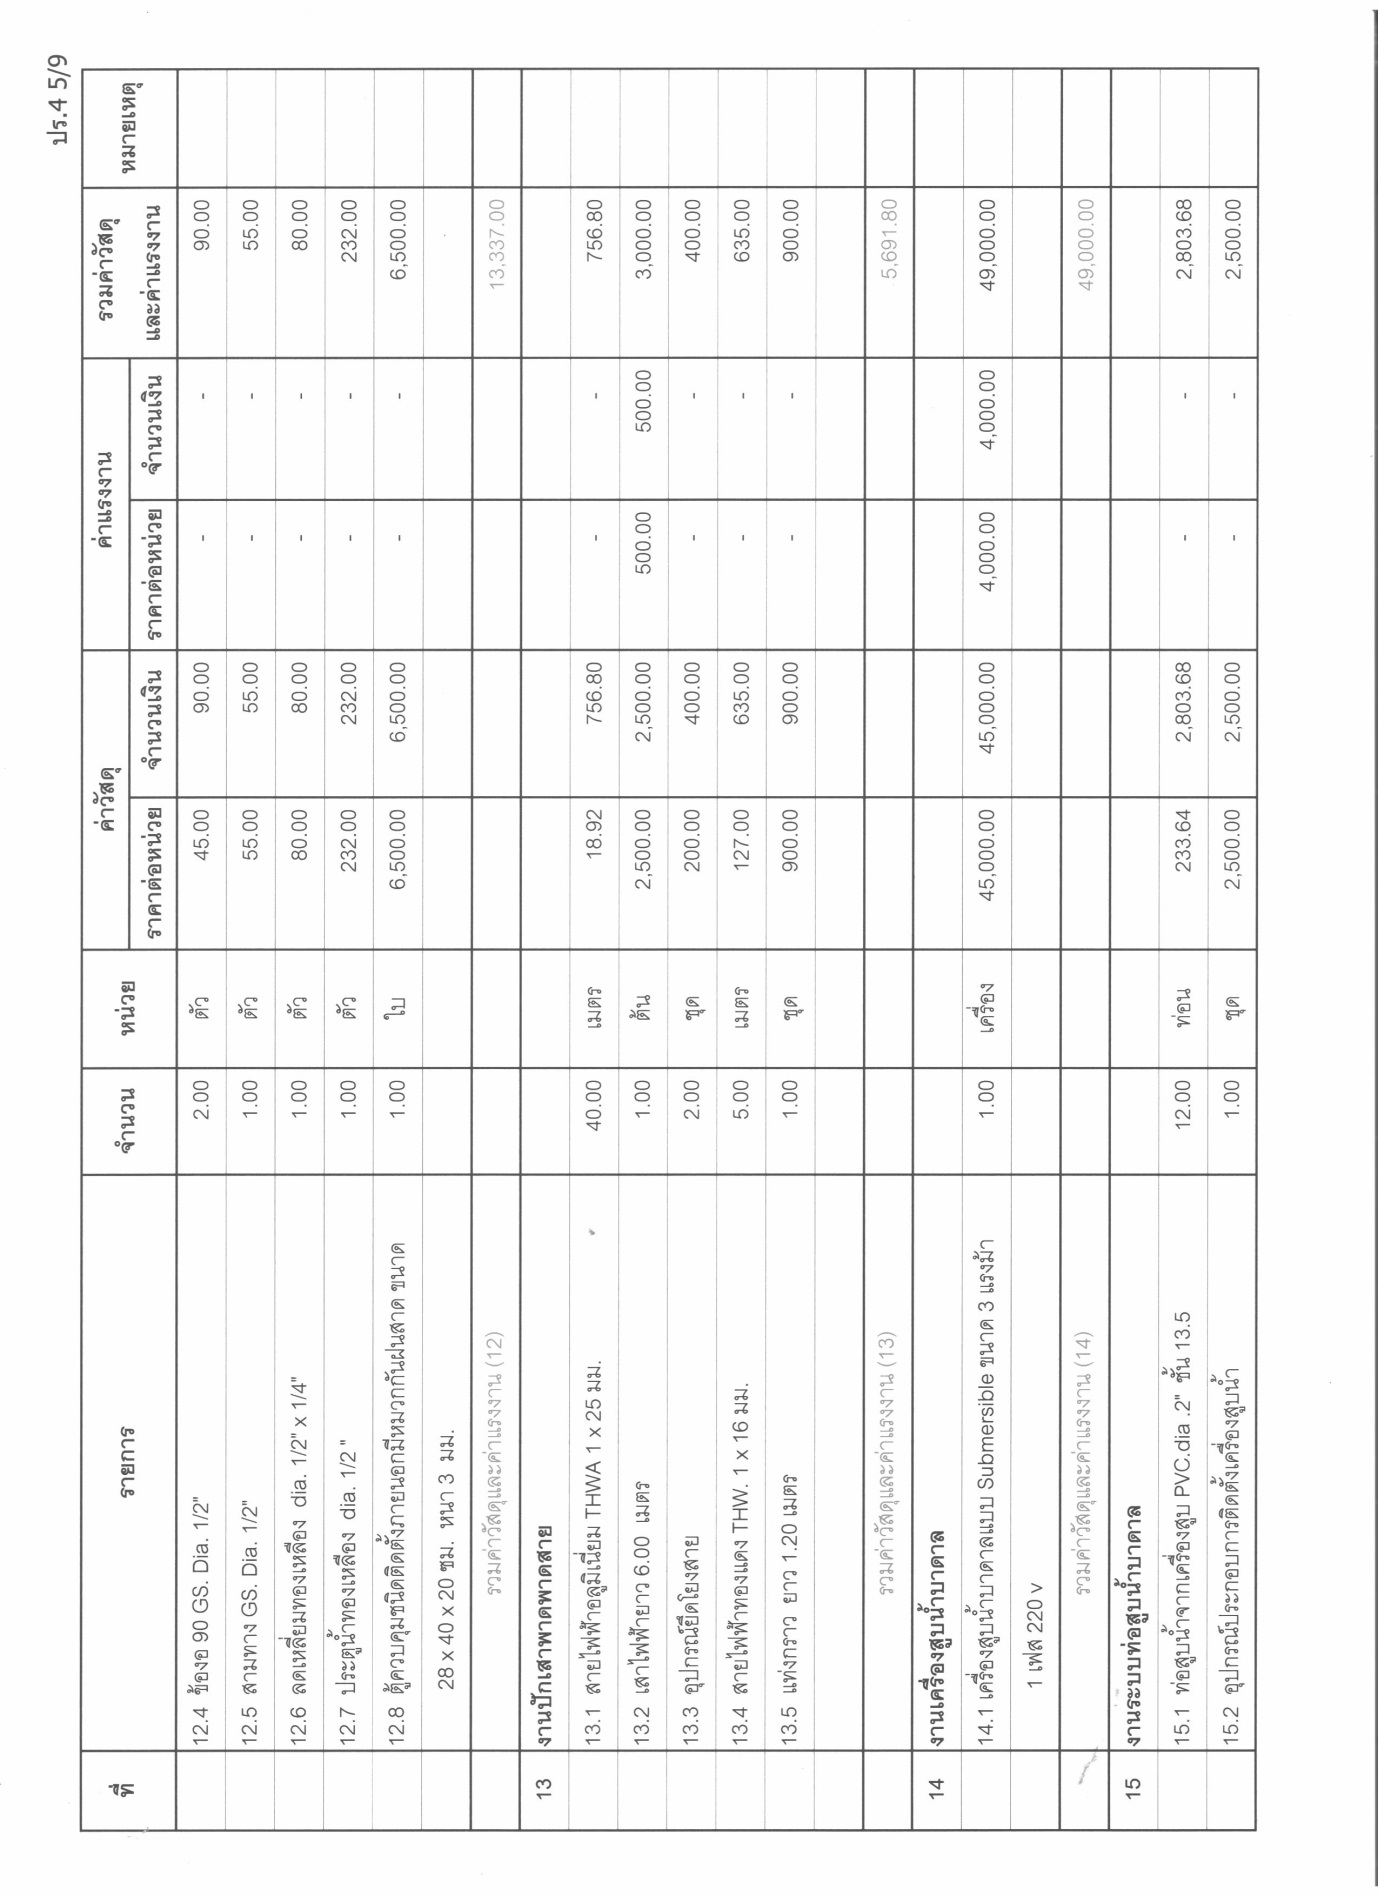 ปร.4 5/9
ที่ รายการ จำนวน หน่วย ค่าวัสดุ ค่าแรงงาน รวมค่าวัสดุ หมายเหตุ
ราคาต่อหน่วย จำนวนเงิน ราคาต่อหน่วย จำนวนเงิน และค่าแรงงาน
12.4 ข้องอ 90 GS. Dia. 1/2" 2.00 ตัว 45.00 90.00 - - 90.00
12.5 สามทาง GS. Dia. 1/2" 1.00 ตัว 55.00 55.00 - - 55.00
12.6 ลดเหลี่ยมทองเหลือง dia. 1/2" x 1/4" 1.00 ตัว 80.00 80.00 - - 80.00
12.7 ประตูน้ำทองเหลือง dia. 1/2 " 1.00 ตัว 232.00 232.00 - - 232.00
12.8 ตู้ควบคุมชนิดติดตั้งภายนอกมีหมวกกันฝนสาด ขนาด 1.00 ใบ 6,500.00 6,500.00 - - 6,500.00
28 x 40 x 20 ซม. หนา 3 มม.
รวมค่าวัสดุและค่าแรงงาน (12) 13,337.00
13 งานปักเสาพาดพาดสาย
13.1 สายไฟฟ้าอลูมิเนี่ยม THWA 1 x 25 มม. 40.00 เมตร 18.92 756.80 - - 756.80
13.2 เสาไฟฟ้ายาว 6.00 เมตร 1.00 ต้น 2,500.00 2,500.00 500.00 500.00 3,000.00
13.3 อุปกรณ์ยึดโยงสาย 2.00 ชุด 200.00 400.00 - - 400.00
13.4 สายไฟฟ้าทองแดง THW. 1 x 16 มม. 5.00 เมตร 127.00 635.00 - - 635.00
13.5 แท่งกราว ยาว 1.20 เมตร 1.00 ชุด 900.00 900.00 - - 900.00
รวมค่าวัสดุและค่าแรงงาน (13) 5,691.80
14 งานเครื่องสูบน้ำบาดาล
14.1 เครื่องสูบน้ำบาดาลแบบ Submersible ขนาด 3 แรงม้า 1.00 เครื่อง 45,000.00 45,000.00 4,000.00 4,000.00 49,000.00
1 เฟส 220 v
รวมค่าวัสดุและค่าแรงงาน (14) 49,000.00
15 งานระบบท่อสูบน้ำบาดาล
15.1 ท่อสูบน้ำจากเครื่องสูบ PVC.dia .2" ชั้น 13.5 12.00 ท่อน 233.64 2,803.68 - - 2,803.68
15.2 อุปกรณ์ประกอบการติดตั้งเครื่องสูบน้ำ 1.00 ชุด 2,500.00 2,500.00 - - 2,500.00